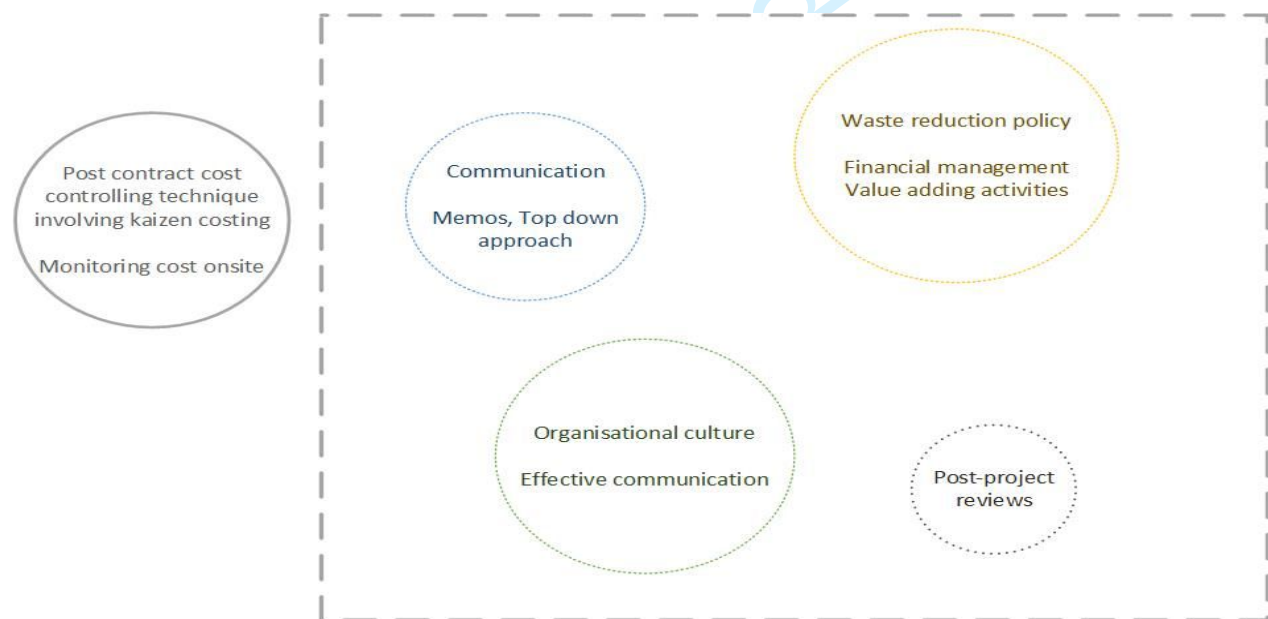 Post contract cost
controlling technique
involving kaizen costing
Monitoring cost onsite
Communication
Memos, Top down
approach
Waste reduction policy
Financial management
Value adding activities
Organisational culture
Effective communication
Post-project
reviews